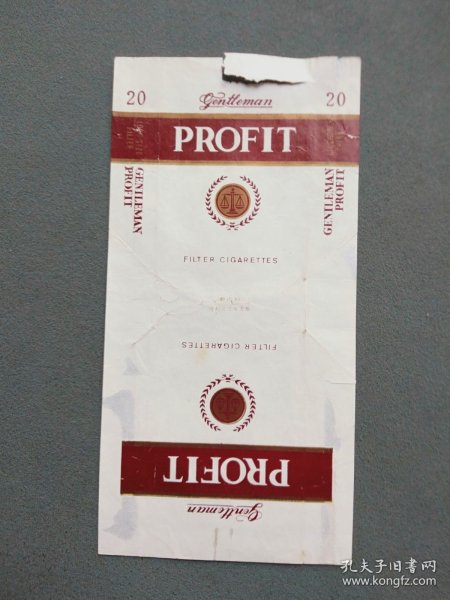 20
Gentleman
20
PROFIT
GENTLEMAN
PROFIT
GENTLEMAN
PROFIT
FILTER CIGARETTES
FILTER CIGARETTES
PROFIT
Gentleman
孔夫子旧书网
www.kongfz.com